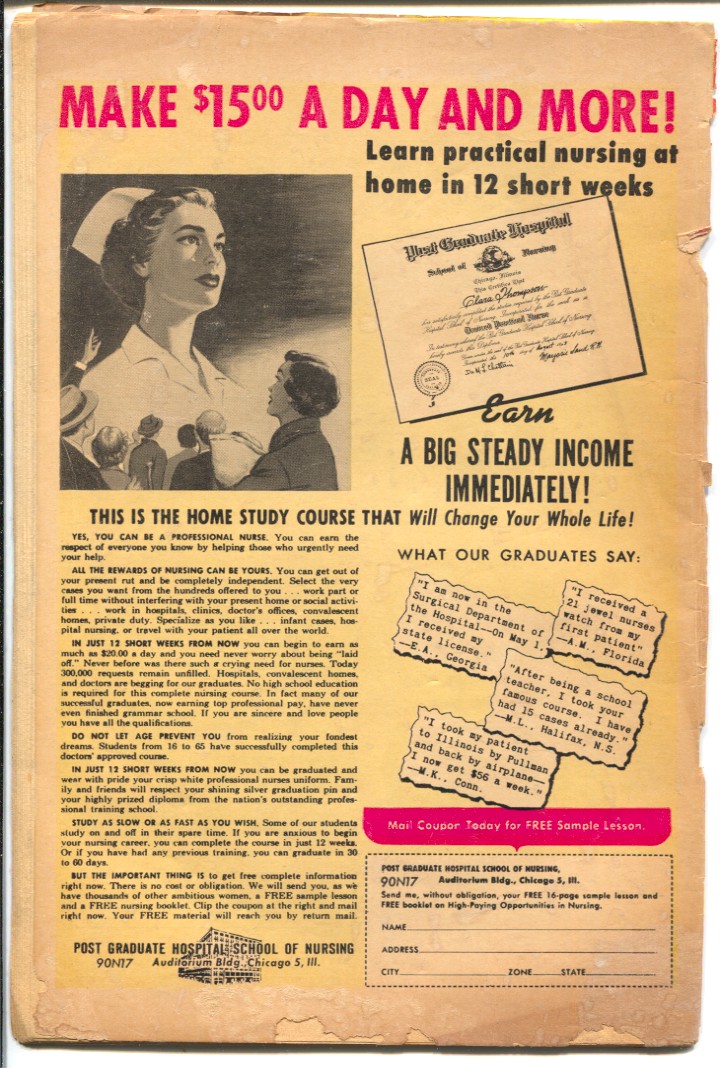 MAKE $15⁰⁰ A DAY AND MORE!
Learn practical nursing at
home in 12 short weeks
Post Graduate Hospital
School of Nursing
Chicago, Illinois
This Certifies That
Clara Thompson
Hospital School of Nursing, Incorporated for the work as a
Trained Practical Nurse
SEAL
Earn
A BIG STEADY INCOME
IMMEDIATELY!
THIS IS THE HOME STUDY COURSE THAT Will Change Your Whole Life!
YES, YOU CAN BE A PROFESSIONAL NURSE. You can earn the
respect of everyone you know by helping those who urgently need
your help.
ALL THE REWARDS OF NURSING CAN BE YOURS. You can get out of
your present rut and be completely independent. Select the very
cases you want from the hundreds offered to you . . . work part or
full time without interfering with your present home or social activi-
ties . . . work in hospitals, clinics, doctor's offices, convalescent
homes, private duty. Specialize as you like . . . infant cases, hos-
pital nursing, or travel with your patient all over the world.
IN JUST 12 SHORT WEEKS FROM NOW you can begin to earn as
much as $20.00 a day and you need never worry about being "laid
off." Never before was there such a crying need for nurses. Today
300,000 requests remain unfilled. Hospitals, convalescent homes,
and doctors are begging for our graduates. No high school education
is required for this complete nursing course. In fact many of our
successful graduates, now earning top professional pay, have never
even finished grammar school. If you are sincere and love people
you have all the qualifications.
DO NOT LET AGE PREVENT YOU from realizing your fondest
dreams. Students from 16 to 65 have successfully completed this
doctors' approved course.
IN JUST 12 SHORT WEEKS FROM NOW you can be graduated and
wear with pride your crisp white professional nurses uniform. Fam-
ily and friends will respect your shining silver graduation pin and
your highly prized diploma from the nation's outstanding profes-
sional training school.
STUDY AS SLOW OR AS FAST AS YOU WISH. Some of our students
study on and off in their spare time. If you are anxious to begin
your nursing career, you can complete the course in just 12 weeks.
Or if you have had any previous training, you can graduate in 30
to 60 days.
BUT THE IMPORTANT THING IS to get free complete information
right now. There is no cost or obligation. We will send you, as we
have thousands of other ambitious women, a FREE sample lesson
and a FREE nursing booklet. Clip the coupon at the right and mail
right now. Your FREE material will reach you by return mail.
POST GRADUATE HOSPITAL SCHOOL OF NURSING
90N17 Auditorium Bldg., Chicago 5, Ill.
WHAT OUR GRADUATES SAY:
"I am now in the
Surgical Department of
the Hospital—On May 1,
I received my
state license."
—E.A., Georgia
"I received a
21 jewel nurses
watch from my
first patient"
—A.M., Florida
"After being a school
teacher, I took your
famous course. I have
had 15 cases already."
—M.L., Halifax, N.S.
"I took my patient
to Illinois by Pullman
and back by airplane—
I now get $56 a week."
—M.K., Conn.
Mail Coupon Today for FREE Sample Lesson.
POST GRADUATE HOSPITAL SCHOOL OF NURSING,
90N17 Auditorium Bldg., Chicago 5, Ill.
Send me, without obligation, your FREE 16-page sample lesson and
FREE booklet on High-Paying Opportunities in Nursing.
NAME
ADDRESS
CITY ZONE STATE